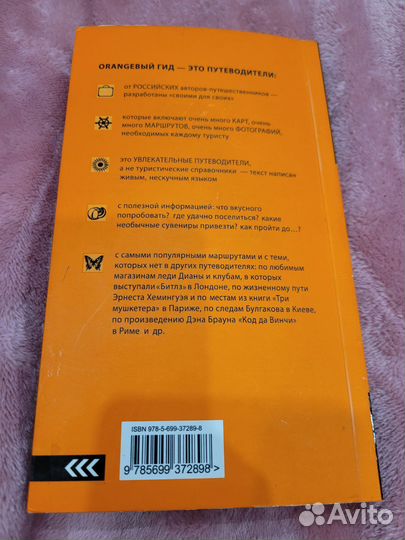 ORANGEВЫЙ ГИД — ЭТО ПУТЕВОДИТЕЛИ:
от РОССИЙСКИХ авторов-путешественников —
разработаны «своими для своих»
которые включают очень много КАРТ, очень
много МАРШРУТОВ, очень много ФОТОГРАФИЙ,
необходимых каждому туристу
это УВЛЕКАТЕЛЬНЫЕ ПУТЕВОДИТЕЛИ,
а не туристические справочники — текст написан
живым, нескучным языком
с полезной информацией: что вкусного
попробовать? где удачно поселиться? какие
необычные сувениры привезти? как пройти до...?
с самыми популярными маршрутами и с теми,
которых нет в других путеводителях: по любимым
магазинам леди Дианы и клубам, в которых
выступали «Битлз» в Лондоне, по жизненному пути
Эрнеста Хемингуэя и по местам из книги «Три
мушкетера» в Париже, по следам Булгакова в Киеве,
по произведению Дэна Брауна «Код да Винчи»
в Риме и др.
ISBN 978-5-699-37289-8
9 785699 372898 >
Avito